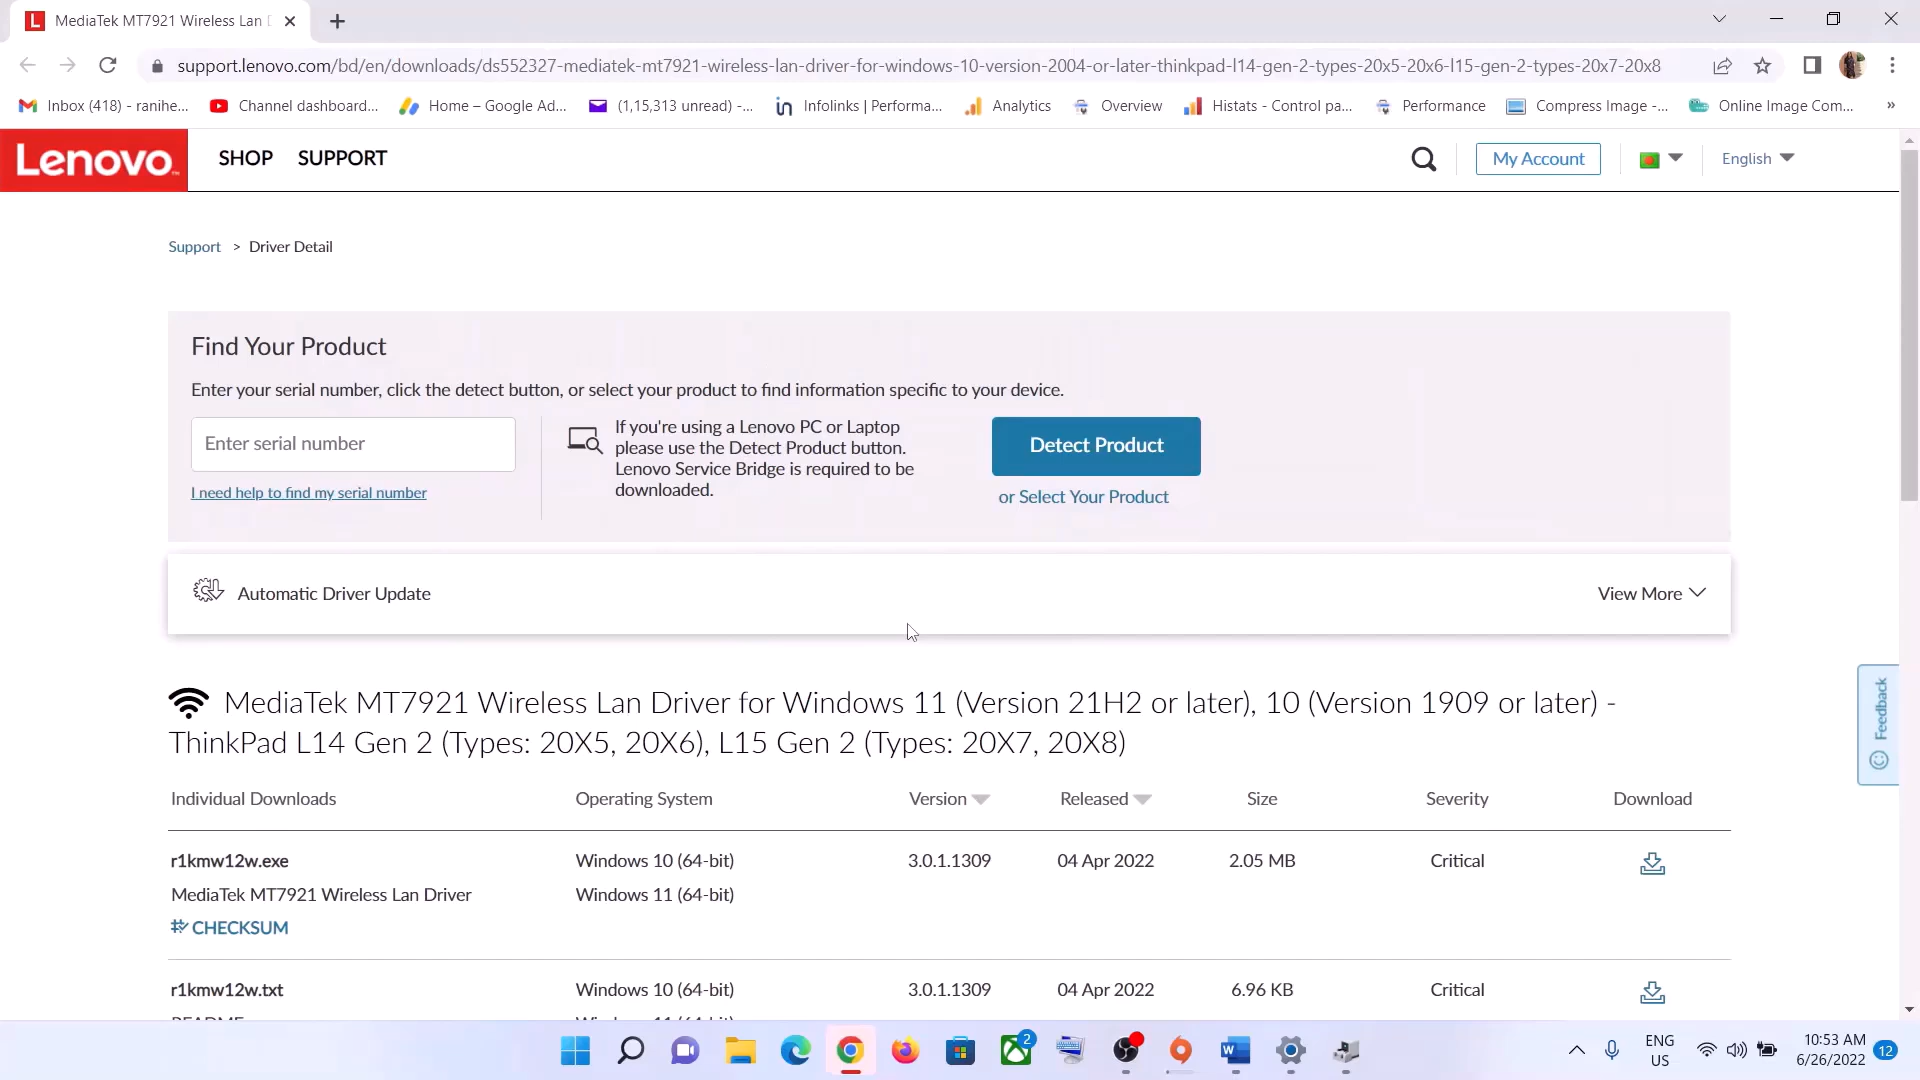 MediaTek MT7921 Wireless Lan D
support.lenovo.com/bd/en/downloads/ds552327-mediatek-mt7921-wireless-lan-driver-for-windows-10-version-2004-or-later-thinkpad-l14-gen-2-types-20x5-20x6-l15-gen-2-types-20x7-20x8
Inbox (418) - ranihe...
Channel dashboard...
Home – Google Ad...
(1,15,313 unread) -...
Infolinks | Performa...
Analytics
Overview
Histats - Control pa...
Performance
Compress Image -...
Online Image Com...
»
Lenovo
SHOP
SUPPORT
My Account
English
Support > Driver Detail
Find Your Product
Enter your serial number, click the detect button, or select your product to find information specific to your device.
Enter serial number
I need help to find my serial number
If you're using a Lenovo PC or Laptop
please use the Detect Product button.
Lenovo Service Bridge is required to be
downloaded.
Detect Product
or Select Your Product
Automatic Driver Update
View More
MediaTek MT7921 Wireless Lan Driver for Windows 11 (Version 21H2 or later), 10 (Version 1909 or later) -
ThinkPad L14 Gen 2 (Types: 20X5, 20X6), L15 Gen 2 (Types: 20X7, 20X8)
Individual Downloads Operating System Version Released Size Severity Download
r1kmw12w.exe Windows 10 (64-bit) 3.0.1.1309 04 Apr 2022 2.05 MB Critical
MediaTek MT7921 Wireless Lan Driver Windows 11 (64-bit)
CHECKSUM
r1kmw12w.txt Windows 10 (64-bit) 3.0.1.1309 04 Apr 2022 6.96 KB Critical
Feedback
2
ENG
US
10:53 AM
6/26/2022
12